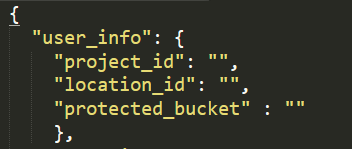 {
"user_info": {
"project_id": "",
"location_id": "",
"protected_bucket" : ""
},